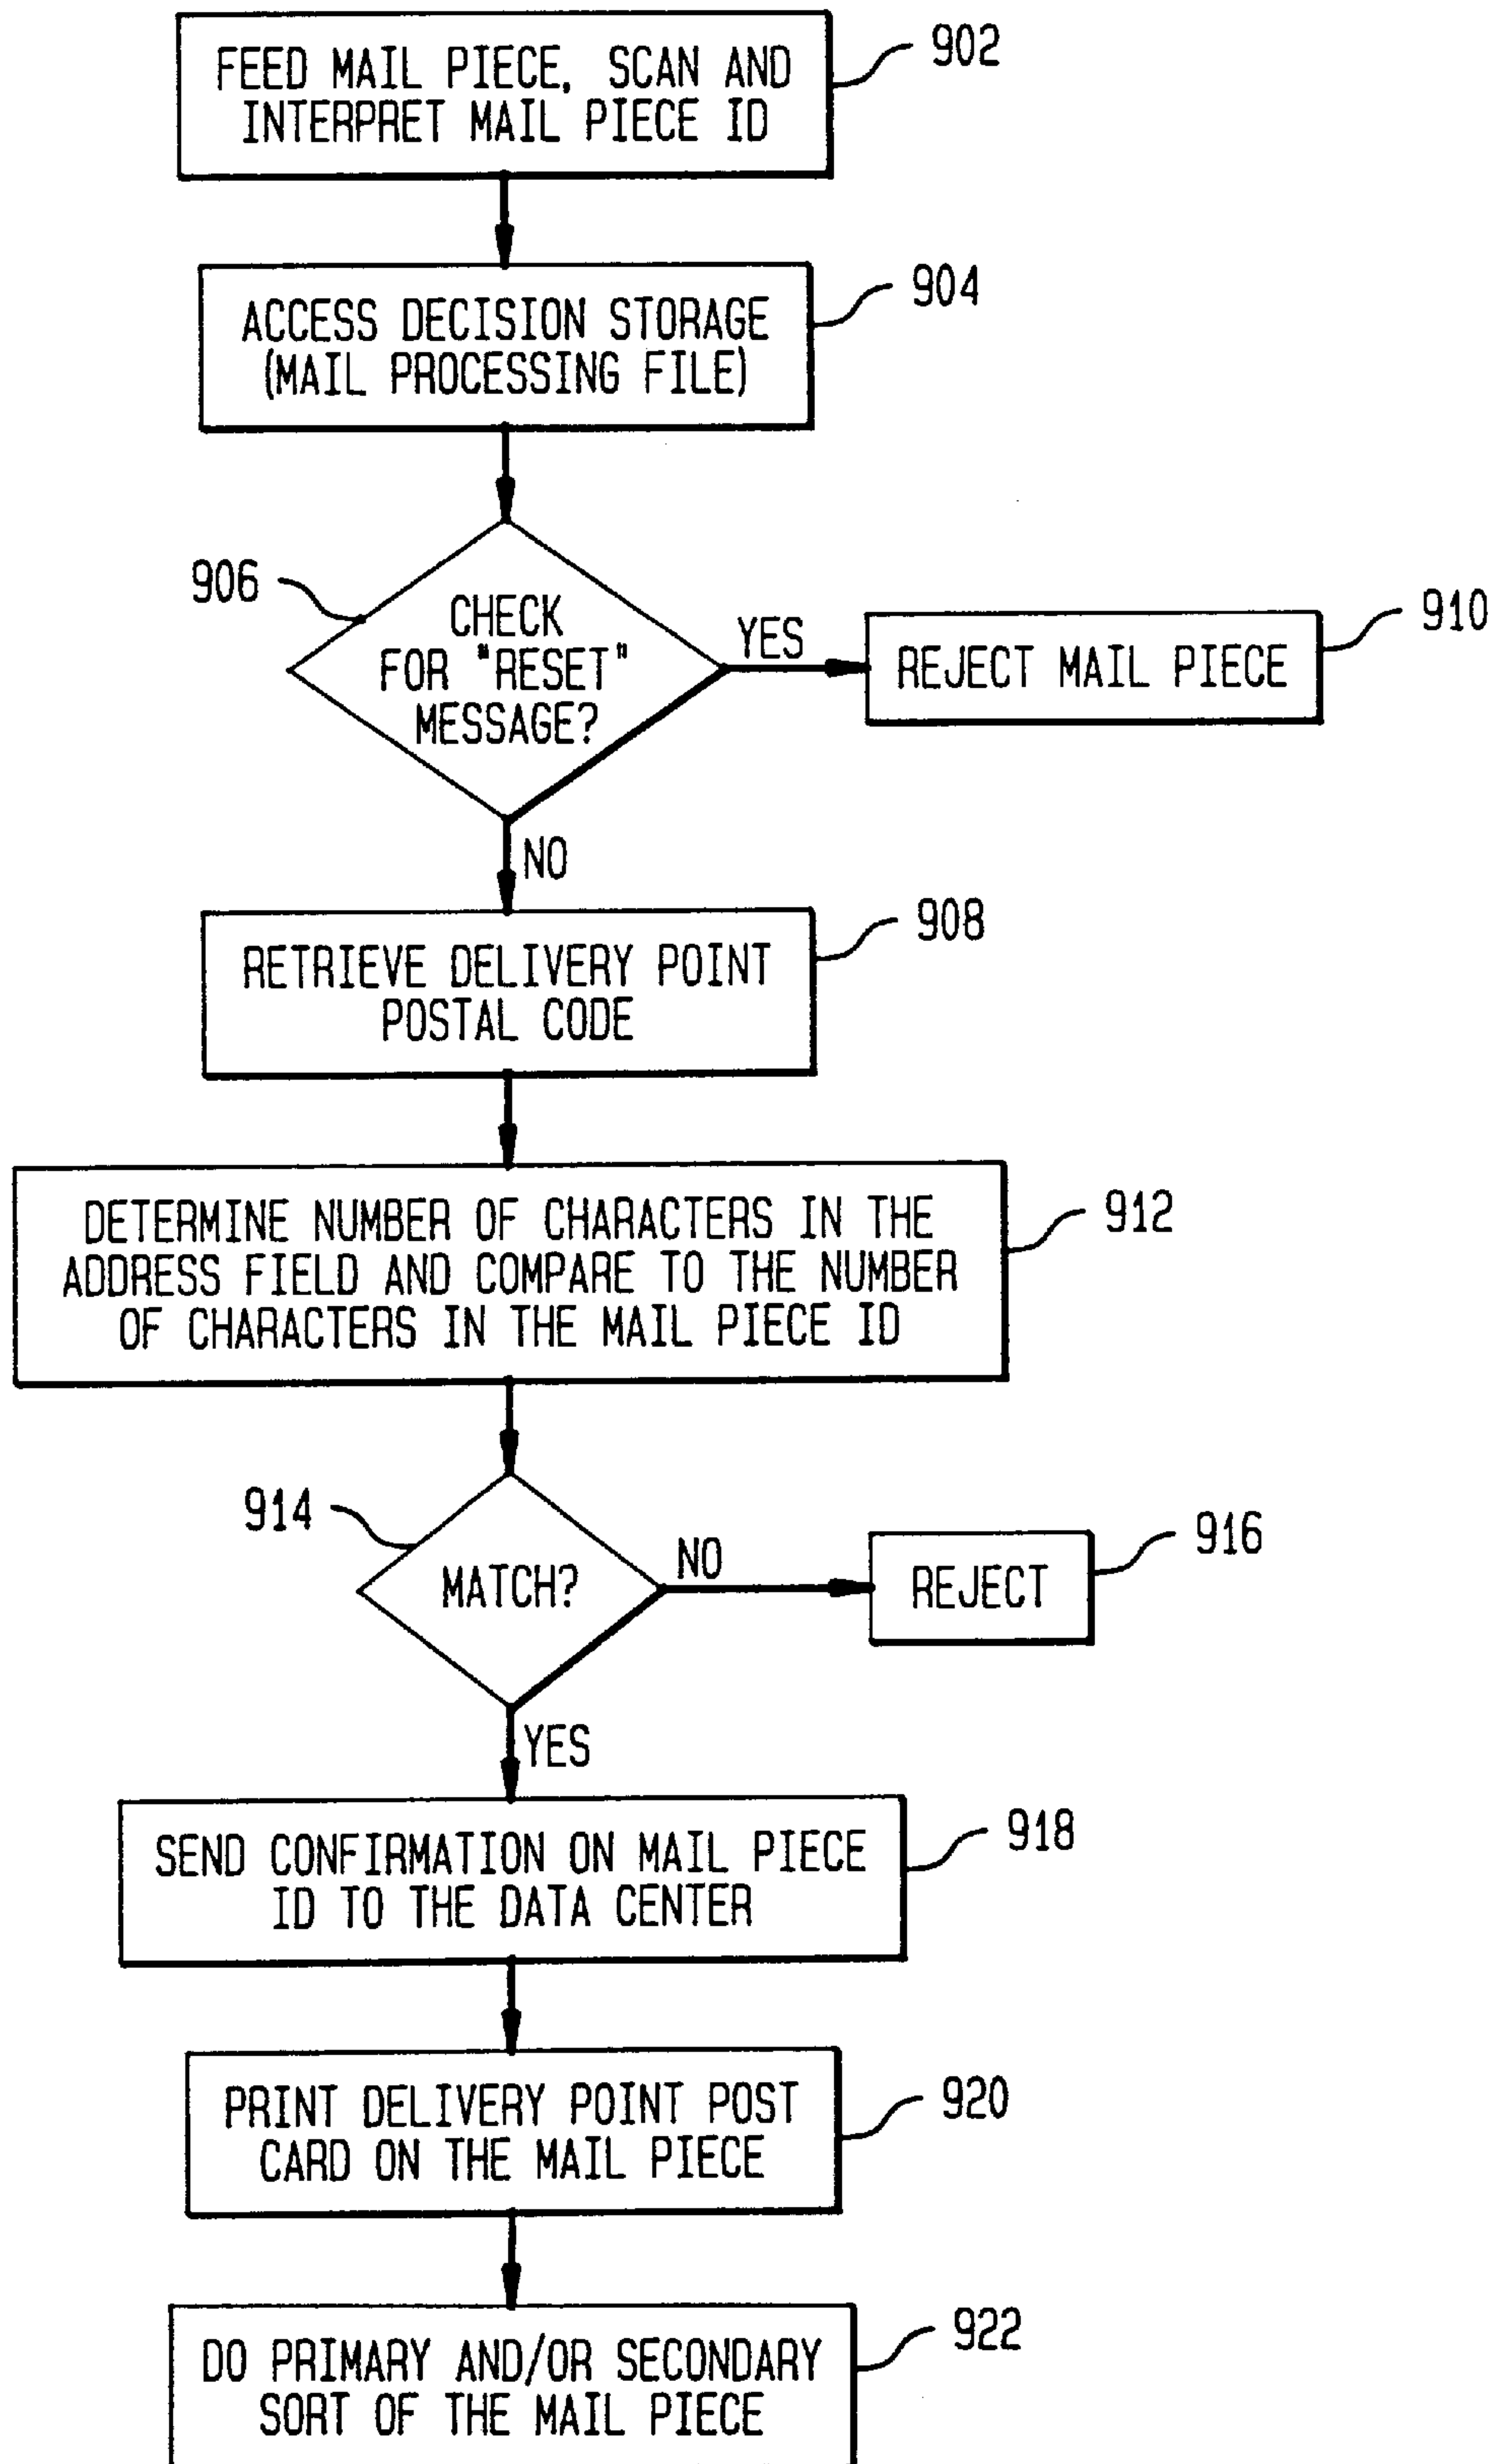 FEED MAIL PIECE, SCAN AND
INTERPRET MAIL PIECE ID
902
ACCESS DECISION STORAGE
(MAIL PROCESSING FILE)
904
906
CHECK
FOR "RESET"
MESSAGE?
YES
REJECT MAIL PIECE
910
NO
RETRIEVE DELIVERY POINT
POSTAL CODE
908
DETERMINE NUMBER OF CHARACTERS IN THE
ADDRESS FIELD AND COMPARE TO THE NUMBER
OF CHARACTERS IN THE MAIL PIECE ID
912
914
MATCH?
NO
REJECT
916
YES
SEND CONFIRMATION ON MAIL PIECE
ID TO THE DATA CENTER
918
PRINT DELIVERY POINT POST
CARD ON THE MAIL PIECE
920
DO PRIMARY AND/OR SECONDARY
SORT OF THE MAIL PIECE
922